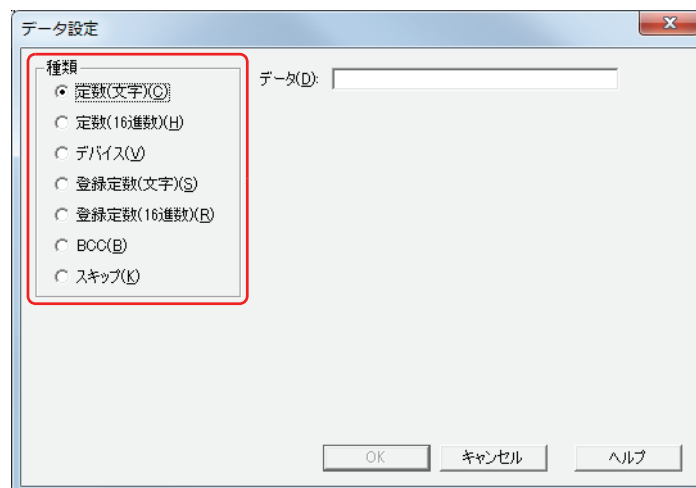 データ設定
種類
定数(文字)(C)
データ(D):
定数(16進数)(H)
デバイス(V)
登録定数(文字)(S)
登録定数(16進数)(R)
BCC(B)
スキップ(K)
OK
キャンセル
ヘルプ